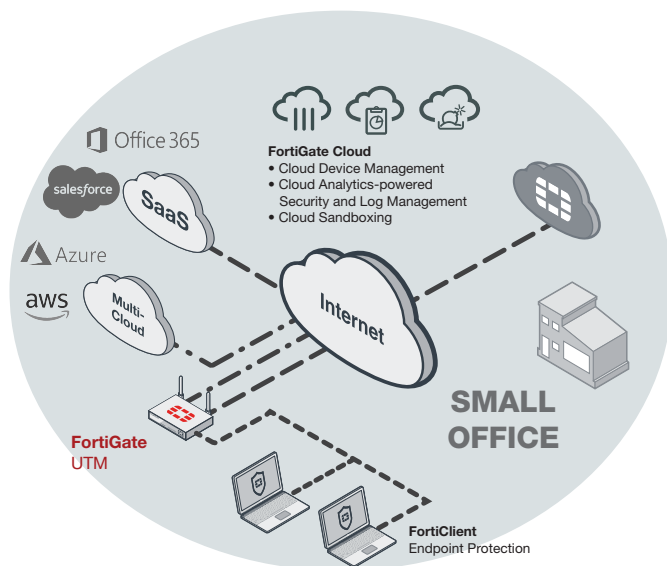 Office 365
salesforce
SaaS
Azure
aws
Multi-
Cloud
FortiGate Cloud
• Cloud Device Management
• Cloud Analytics-powered
Security and Log Management
• Cloud Sandboxing
Internet
SMALL
OFFICE
FortiGate
UTM
FortiClient
Endpoint Protection